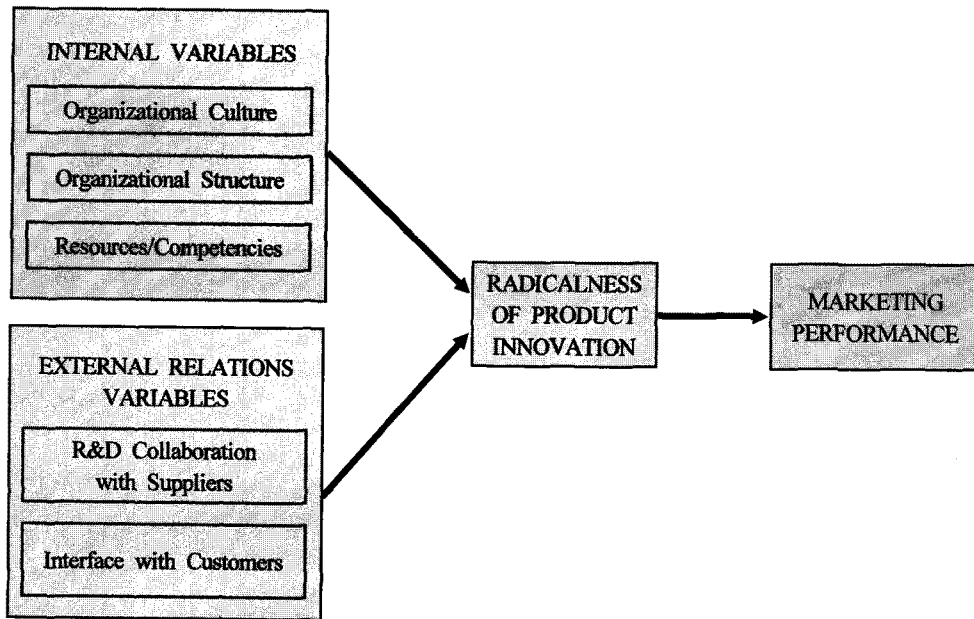 INTERNAL VARIABLES
Organizational Culture
Organizational Structure
Resources/Competencies
EXTERNAL RELATIONS
VARIABLES
R&D Collaboration
with Suppliers
Interface with Customers
RADICALNESS
OF PRODUCT
INNOVATION
MARKETING
PERFORMANCE